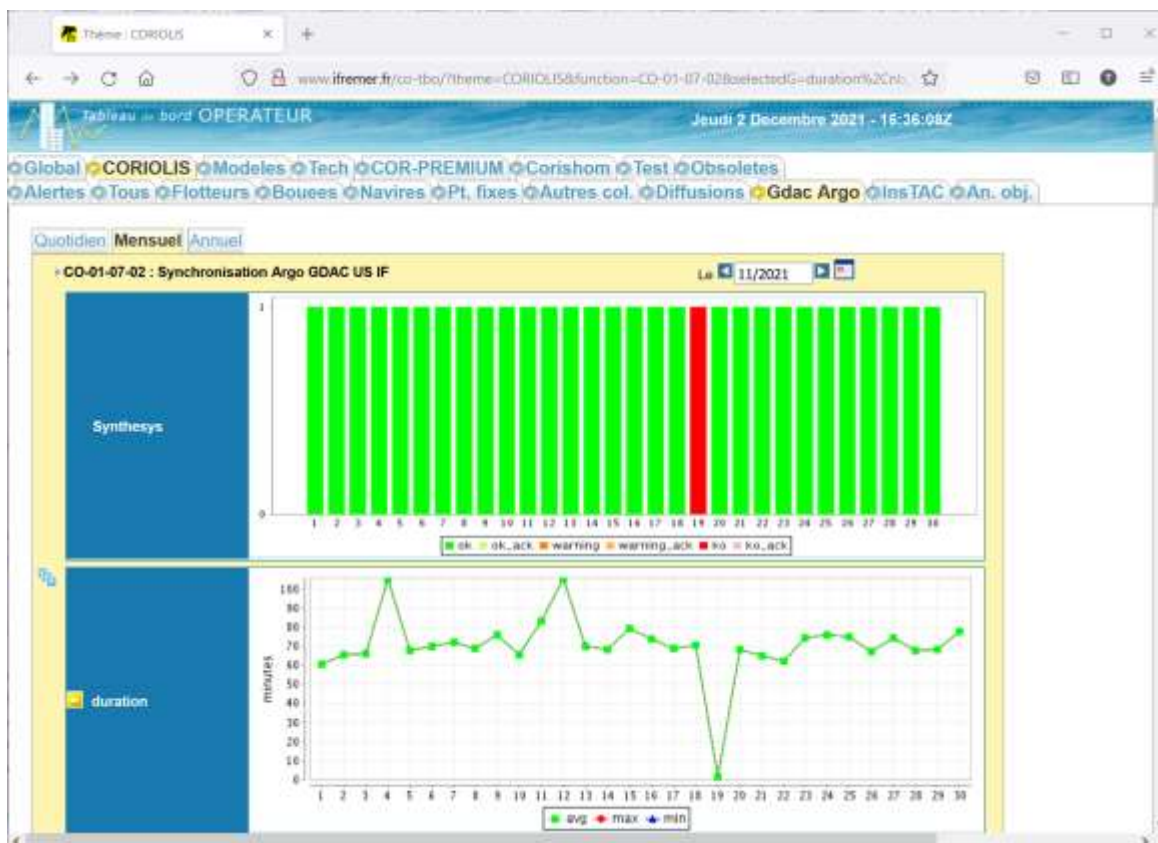 Theme : CORIOLIS
www.ifremer.fr/co-tbo/?theme=CORIOLIS&function=CO-01-07-02&selectedG=duration%2Cnb
Tableau de bord OPERATEUR
Jeudi 2 Decembre 2021 - 16:36:08Z
Global CORIOLIS Modeles Tech COR-PREMIUM Corishom Test Obsoletes
Alertes Tous Flotteurs Bouees Navires Pt. fixes Autres col. Diffusions Gdac Argo InsTAC An. obj.
Quotidien Mensuel Annuel
CO-01-07-02 : Synchronisation Argo GDAC US IF
Le 11/2021
1
Synthesys
0
1 2 3 4 5 6 7 8 9 10 11 12 13 14 15 16 17 18 19 20 21 22 23 24 25 26 27 28 29 30
ok ok_ack warning warning_ack ko ko_ack
100
90
80
70
60
50
40
30
20
10
0
minutes
duration
1 2 3 4 5 6 7 8 9 10 11 12 13 14 15 16 17 18 19 20 21 22 23 24 25 26 27 28 29 30
avg max min